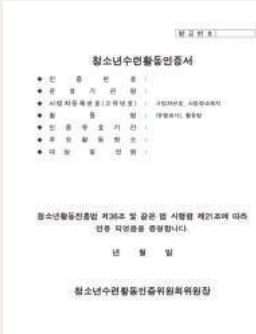 발 급 번 호
청소년수련활동인증서
◆ 인 증 번 호 :
◆ 운 영 기 관 명 :
◆ 사업자등록번호(고유번호) :
◆ 활 동 명 :
◆ 인 증 유 효 기 간 :
◆ 주 요 활 동 장 소 :
◆ 대 상 및 인 원 :
청소년활동진흥법 제36조 및 같은 법 시행령 제21조에 따라
인증 되었음을 증명합니다.
년 월 일
청소년수련활동인증위원회위원장